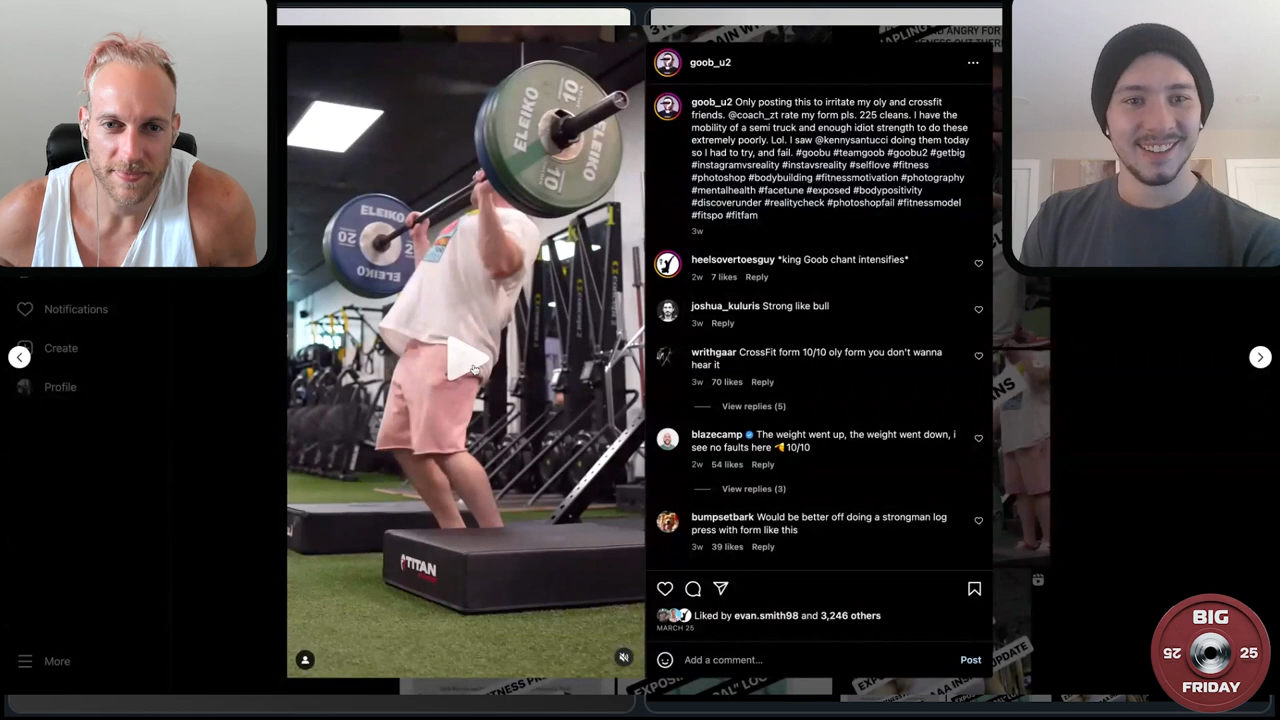 goob_u2
goob_u2 Only posting this to irritate my oly and crossfit
friends. @coach_zt rate my form pls. 225 cleans. I have the
mobility of a semi truck and enough idiot strength to do these
extremely poorly. Lol. I saw @kennysantucci doing them today
so I had to try, and fail. #goobu #teamgoob #goobu2 #getbig
#instagramvsreality #instavsreality #selflove #fitness
#photoshop #bodybuilding #fitnessmotivation #photography
#mentalhealth #facetune #exposed #bodypositivity
#discoverunder #realitycheck #photoshopfail #fitnessmodel
#fitspo #fitfam
3w
heelsovertoesguy *king Goob chant intensifies*
2w 7 likes Reply
joshua_kuluris Strong like bull
3w Reply
writhgaar CrossFit form 10/10 oly form you don't wanna
hear it
3w 70 likes Reply
View replies (5)
blazecamp The weight went up, the weight went down, i
see no faults here 🫡 10/10
2w 54 likes Reply
View replies (3)
bumpsetbark Would be better off doing a strongman log
press with form like this
3w 39 likes Reply
Liked by evan.smith98 and 3,246 others
MARCH 25
Add a comment... Post
Notifications
Create
Profile
More
ELEIKO
10
ELEIKO
10
ELEIKO
20
ELEIKO
TITAN
BIG
25 25
FRIDAY